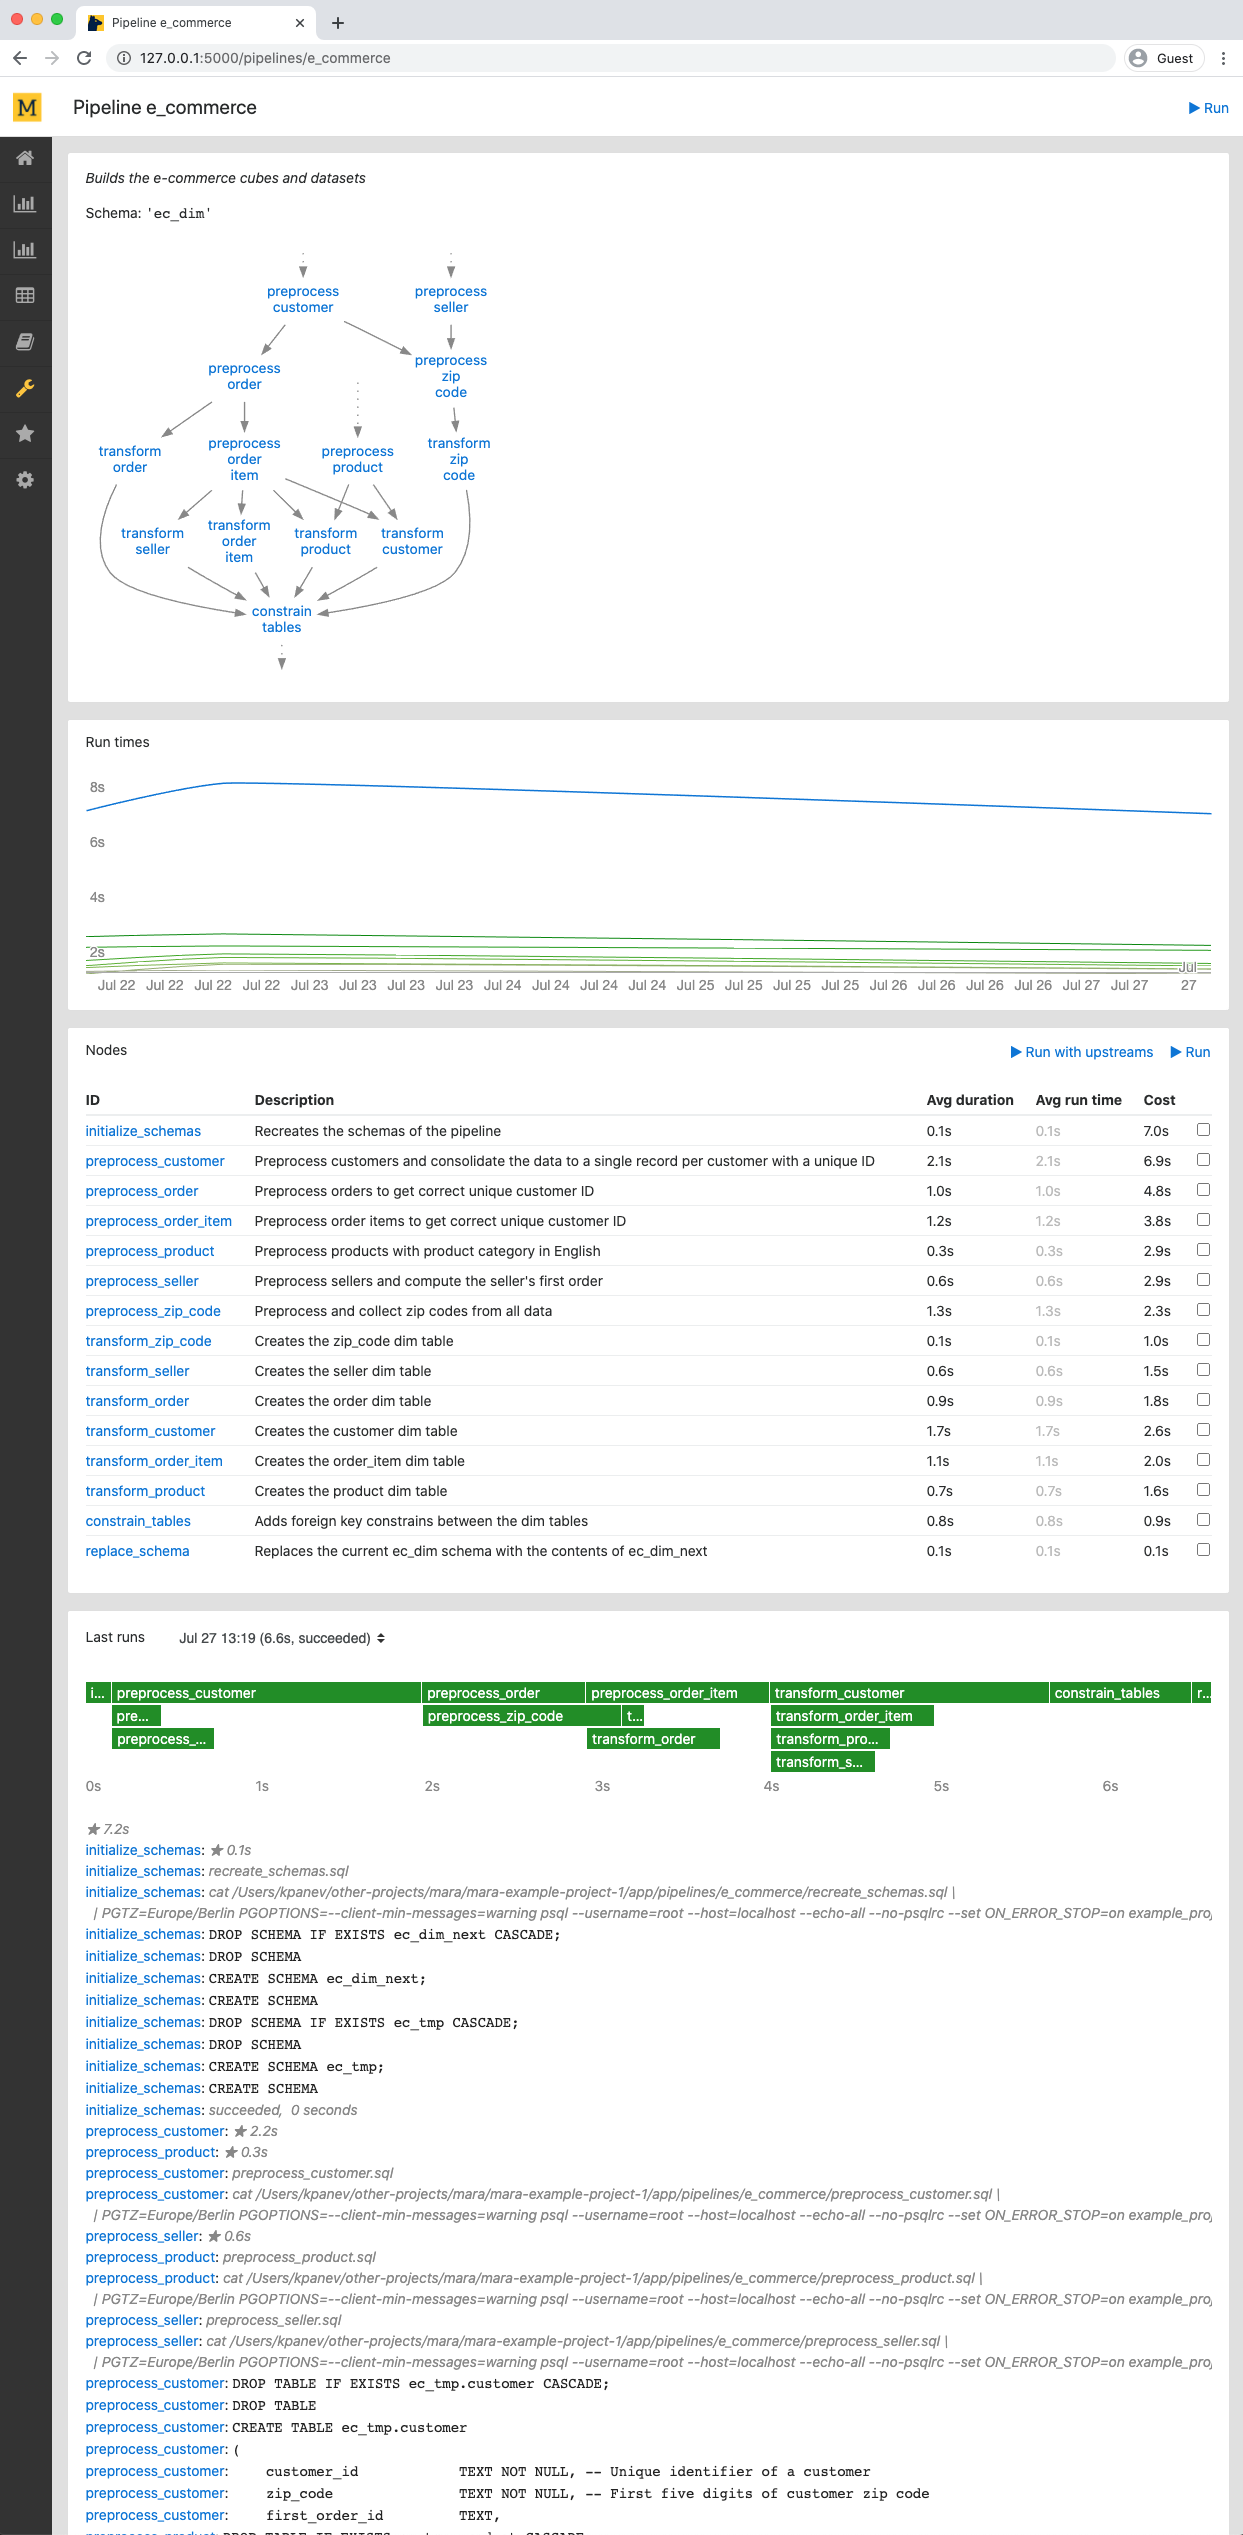 Pipeline e_commerce
127.0.0.1:5000/pipelines/e_commerce
Guest
M
Pipeline e_commerce
Run
Builds the e-commerce cubes and datasets
Schema: 'ec_dim'
preprocess customer
preprocess seller
preprocess order
preprocess zip code
transform order
preprocess order item
preprocess product
transform zip code
transform seller
transform order item
transform product
transform customer
constrain tables
Run times
8s
6s
4s
2s
Jul 22 Jul 22 Jul 22 Jul 22 Jul 23 Jul 23 Jul 23 Jul 23 Jul 24 Jul 24 Jul 24 Jul 24 Jul 25 Jul 25 Jul 25 Jul 25 Jul 26 Jul 26 Jul 26 Jul 26 Jul 27 Jul 27 Jul 27
Nodes
Run with upstreams Run
ID Description Avg duration Avg run time Cost
initialize_schemas Recreates the schemas of the pipeline 0.1s 0.1s 7.0s
preprocess_customer Preprocess customers and consolidate the data to a single record per customer with a unique ID 2.1s 2.1s 6.9s
preprocess_order Preprocess orders to get correct unique customer ID 1.0s 1.0s 4.8s
preprocess_order_item Preprocess order items to get correct unique customer ID 1.2s 1.2s 3.8s
preprocess_product Preprocess products with product category in English 0.3s 0.3s 2.9s
preprocess_seller Preprocess sellers and compute the seller's first order 0.6s 0.6s 2.9s
preprocess_zip_code Preprocess and collect zip codes from all data 1.3s 1.3s 2.3s
transform_zip_code Creates the zip_code dim table 0.1s 0.1s 1.0s
transform_seller Creates the seller dim table 0.6s 0.6s 1.5s
transform_order Creates the order dim table 0.9s 0.9s 1.8s
transform_customer Creates the customer dim table 1.7s 1.7s 2.6s
transform_order_item Creates the order_item dim table 1.1s 1.1s 2.0s
transform_product Creates the product dim table 0.7s 0.7s 1.6s
constrain_tables Adds foreign key constrains between the dim tables 0.8s 0.8s 0.9s
replace_schema Replaces the current ec_dim schema with the contents of ec_dim_next 0.1s 0.1s 0.1s
Last runs Jul 27 13:19 (6.6s, succeeded)
i... preprocess_customer preprocess_order preprocess_order_item transform_customer constrain_tables r...
pre... preprocess_zip_code t... transform_order_item
preprocess_... transform_order transform_pro...
transform_s...
0s 1s 2s 3s 4s 5s 6s
★ 7.2s
initialize_schemas: ★ 0.1s
initialize_schemas: recreate_schemas.sql
initialize_schemas: cat /Users/kpanev/other-projects/mara/mara-example-project-1/app/pipelines/e_commerce/recreate_schemas.sql \
| PGTZ=Europe/Berlin PGOPTIONS=--client-min-messages=warning psql --username=root --host=localhost --echo-all --no-psqlrc --set ON_ERROR_STOP=on example_proj
initialize_schemas: DROP SCHEMA IF EXISTS ec_dim_next CASCADE;
initialize_schemas: DROP SCHEMA
initialize_schemas: CREATE SCHEMA ec_dim_next;
initialize_schemas: CREATE SCHEMA
initialize_schemas: DROP SCHEMA IF EXISTS ec_tmp CASCADE;
initialize_schemas: DROP SCHEMA
initialize_schemas: CREATE SCHEMA ec_tmp;
initialize_schemas: CREATE SCHEMA
initialize_schemas: succeeded, 0 seconds
preprocess_customer: ★ 2.2s
preprocess_product: ★ 0.3s
preprocess_customer: preprocess_customer.sql
preprocess_customer: cat /Users/kpanev/other-projects/mara/mara-example-project-1/app/pipelines/e_commerce/preprocess_customer.sql \
| PGTZ=Europe/Berlin PGOPTIONS=--client-min-messages=warning psql --username=root --host=localhost --echo-all --no-psqlrc --set ON_ERROR_STOP=on example_proj
preprocess_seller: ★ 0.6s
preprocess_product: preprocess_product.sql
preprocess_product: cat /Users/kpanev/other-projects/mara/mara-example-project-1/app/pipelines/e_commerce/preprocess_product.sql \
| PGTZ=Europe/Berlin PGOPTIONS=--client-min-messages=warning psql --username=root --host=localhost --echo-all --no-psqlrc --set ON_ERROR_STOP=on example_proj
preprocess_seller: preprocess_seller.sql
preprocess_seller: cat /Users/kpanev/other-projects/mara/mara-example-project-1/app/pipelines/e_commerce/preprocess_seller.sql \
| PGTZ=Europe/Berlin PGOPTIONS=--client-min-messages=warning psql --username=root --host=localhost --echo-all --no-psqlrc --set ON_ERROR_STOP=on example_proj
preprocess_customer: DROP TABLE IF EXISTS ec_tmp.customer CASCADE;
preprocess_customer: DROP TABLE
preprocess_customer: CREATE TABLE ec_tmp.customer
preprocess_customer: (
preprocess_customer: customer_id TEXT NOT NULL, -- Unique identifier of a customer
preprocess_customer: zip_code TEXT NOT NULL, -- First five digits of customer zip code
preprocess_customer: first_order_id TEXT,